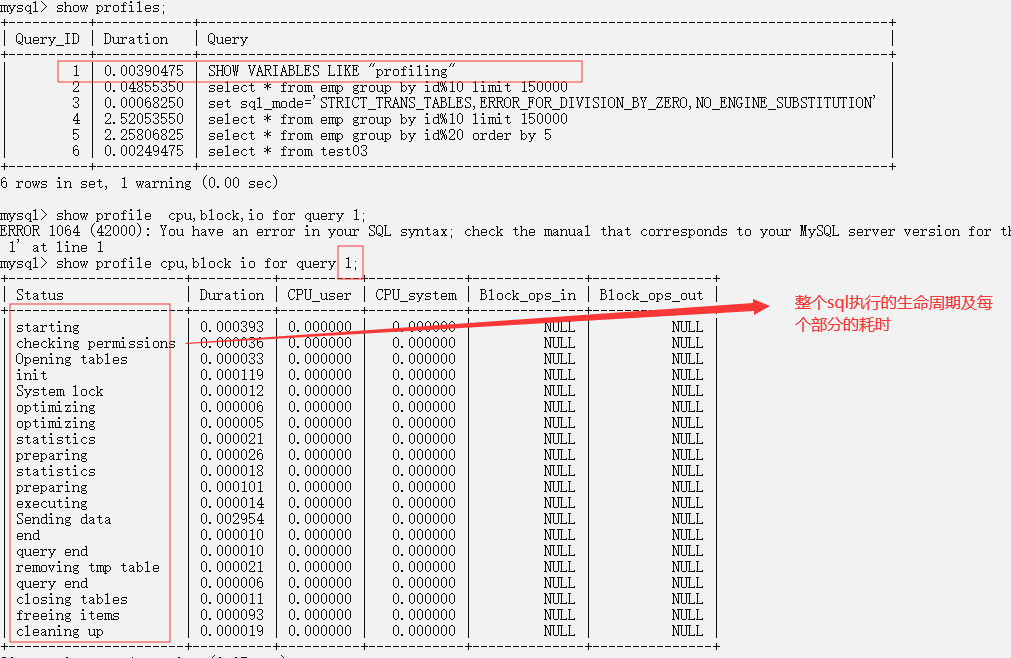 mysql> show profiles;
| Query_ID | Duration | Query |
| 1 | 0.00390475 | SHOW VARIABLES LIKE "profiling" |
| 2 | 0.04855350 | select * from emp group by id%10 limit 150000 |
| 3 | 0.00068250 | set sql_mode='STRICT_TRANS_TABLES,ERROR_FOR_DIVISION_BY_ZERO,NO_ENGINE_SUBSTITUTION' |
| 4 | 2.52053550 | select * from emp group by id%10 limit 150000 |
| 5 | 2.25806825 | select * from emp group by id%20 order by 5 |
| 6 | 0.00249475 | select * from test03 |
6 rows in set, 1 warning (0.00 sec)
mysql> show profile  cpu,block,io for query 1;
ERROR 1064 (42000): You have an error in your SQL syntax; check the manual that corresponds to your MySQL server version for th
1' at line 1
mysql> show profile cpu,block io for query 1;
| Status | Duration | CPU_user | CPU_system | Block_ops_in | Block_ops_out |
| starting | 0.000393 | 0.000000 | 0.000000 | NULL | NULL |
| checking permissions | 0.000036 | 0.000000 | 0.000000 | NULL | NULL |
| Opening tables | 0.000033 | 0.000000 | 0.000000 | NULL | NULL |
| init | 0.000119 | 0.000000 | 0.000000 | NULL | NULL |
| System lock | 0.000012 | 0.000000 | 0.000000 | NULL | NULL |
| optimizing | 0.000006 | 0.000000 | 0.000000 | NULL | NULL |
| optimizing | 0.000005 | 0.000000 | 0.000000 | NULL | NULL |
| statistics | 0.000021 | 0.000000 | 0.000000 | NULL | NULL |
| preparing | 0.000026 | 0.000000 | 0.000000 | NULL | NULL |
| statistics | 0.000018 | 0.000000 | 0.000000 | NULL | NULL |
| preparing | 0.000101 | 0.000000 | 0.000000 | NULL | NULL |
| executing | 0.000014 | 0.000000 | 0.000000 | NULL | NULL |
| Sending data | 0.002954 | 0.000000 | 0.000000 | NULL | NULL |
| end | 0.000010 | 0.000000 | 0.000000 | NULL | NULL |
| query end | 0.000010 | 0.000000 | 0.000000 | NULL | NULL |
| removing tmp table | 0.000021 | 0.000000 | 0.000000 | NULL | NULL |
| query end | 0.000006 | 0.000000 | 0.000000 | NULL | NULL |
| closing tables | 0.000011 | 0.000000 | 0.000000 | NULL | NULL |
| freeing items | 0.000093 | 0.000000 | 0.000000 | NULL | NULL |
| cleaning up | 0.000019 | 0.000000 | 0.000000 | NULL | NULL |
整个sql执行的生命周期及每
个部分的耗时